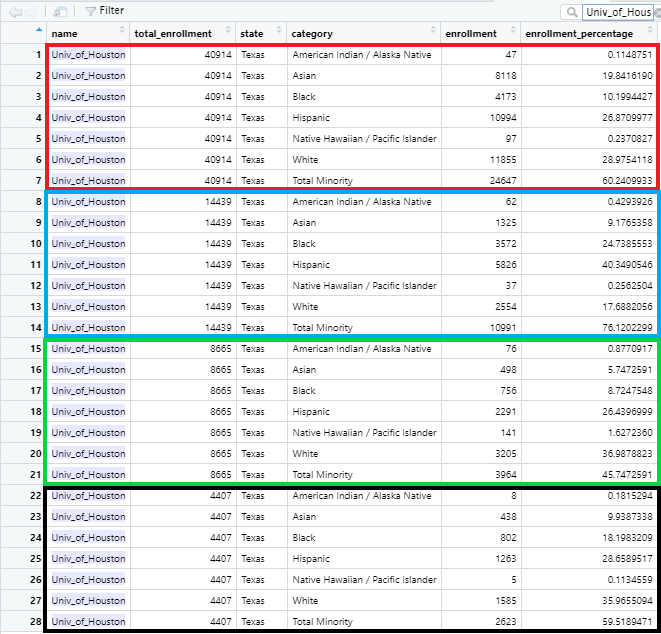 Filter Univ_of_Hous
name total_enrollment state category enrollment enrollment_percentage
1 Univ_of_Houston 40914 Texas American Indian / Alaska Native 47 0.1148751
2 Univ_of_Houston 40914 Texas Asian 8118 19.8416190
3 Univ_of_Houston 40914 Texas Black 4173 10.1994427
4 Univ_of_Houston 40914 Texas Hispanic 10994 26.8709977
5 Univ_of_Houston 40914 Texas Native Hawaiian / Pacific Islander 97 0.2370827
6 Univ_of_Houston 40914 Texas White 11855 28.9754118
7 Univ_of_Houston 40914 Texas Total Minority 24647 60.2409933
8 Univ_of_Houston 14439 Texas American Indian / Alaska Native 62 0.4293926
9 Univ_of_Houston 14439 Texas Asian 1325 9.1765358
10 Univ_of_Houston 14439 Texas Black 3572 24.7385553
11 Univ_of_Houston 14439 Texas Hispanic 5826 40.3490546
12 Univ_of_Houston 14439 Texas Native Hawaiian / Pacific Islander 37 0.2562504
13 Univ_of_Houston 14439 Texas White 2554 17.6882056
14 Univ_of_Houston 14439 Texas Total Minority 10991 76.1202299
15 Univ_of_Houston 8665 Texas American Indian / Alaska Native 76 0.8770917
16 Univ_of_Houston 8665 Texas Asian 498 5.7472591
17 Univ_of_Houston 8665 Texas Black 756 8.7247548
18 Univ_of_Houston 8665 Texas Hispanic 2291 26.4396999
19 Univ_of_Houston 8665 Texas Native Hawaiian / Pacific Islander 141 1.6272360
20 Univ_of_Houston 8665 Texas White 3205 36.9878823
21 Univ_of_Houston 8665 Texas Total Minority 3964 45.7472591
22 Univ_of_Houston 4407 Texas American Indian / Alaska Native 8 0.1815294
23 Univ_of_Houston 4407 Texas Asian 438 9.9387338
24 Univ_of_Houston 4407 Texas Black 802 18.1983209
25 Univ_of_Houston 4407 Texas Hispanic 1263 28.6589517
26 Univ_of_Houston 4407 Texas Native Hawaiian / Pacific Islander 5 0.1134559
27 Univ_of_Houston 4407 Texas White 1585 35.9655094
28 Univ_of_Houston 4407 Texas Total Minority 2623 59.5189471